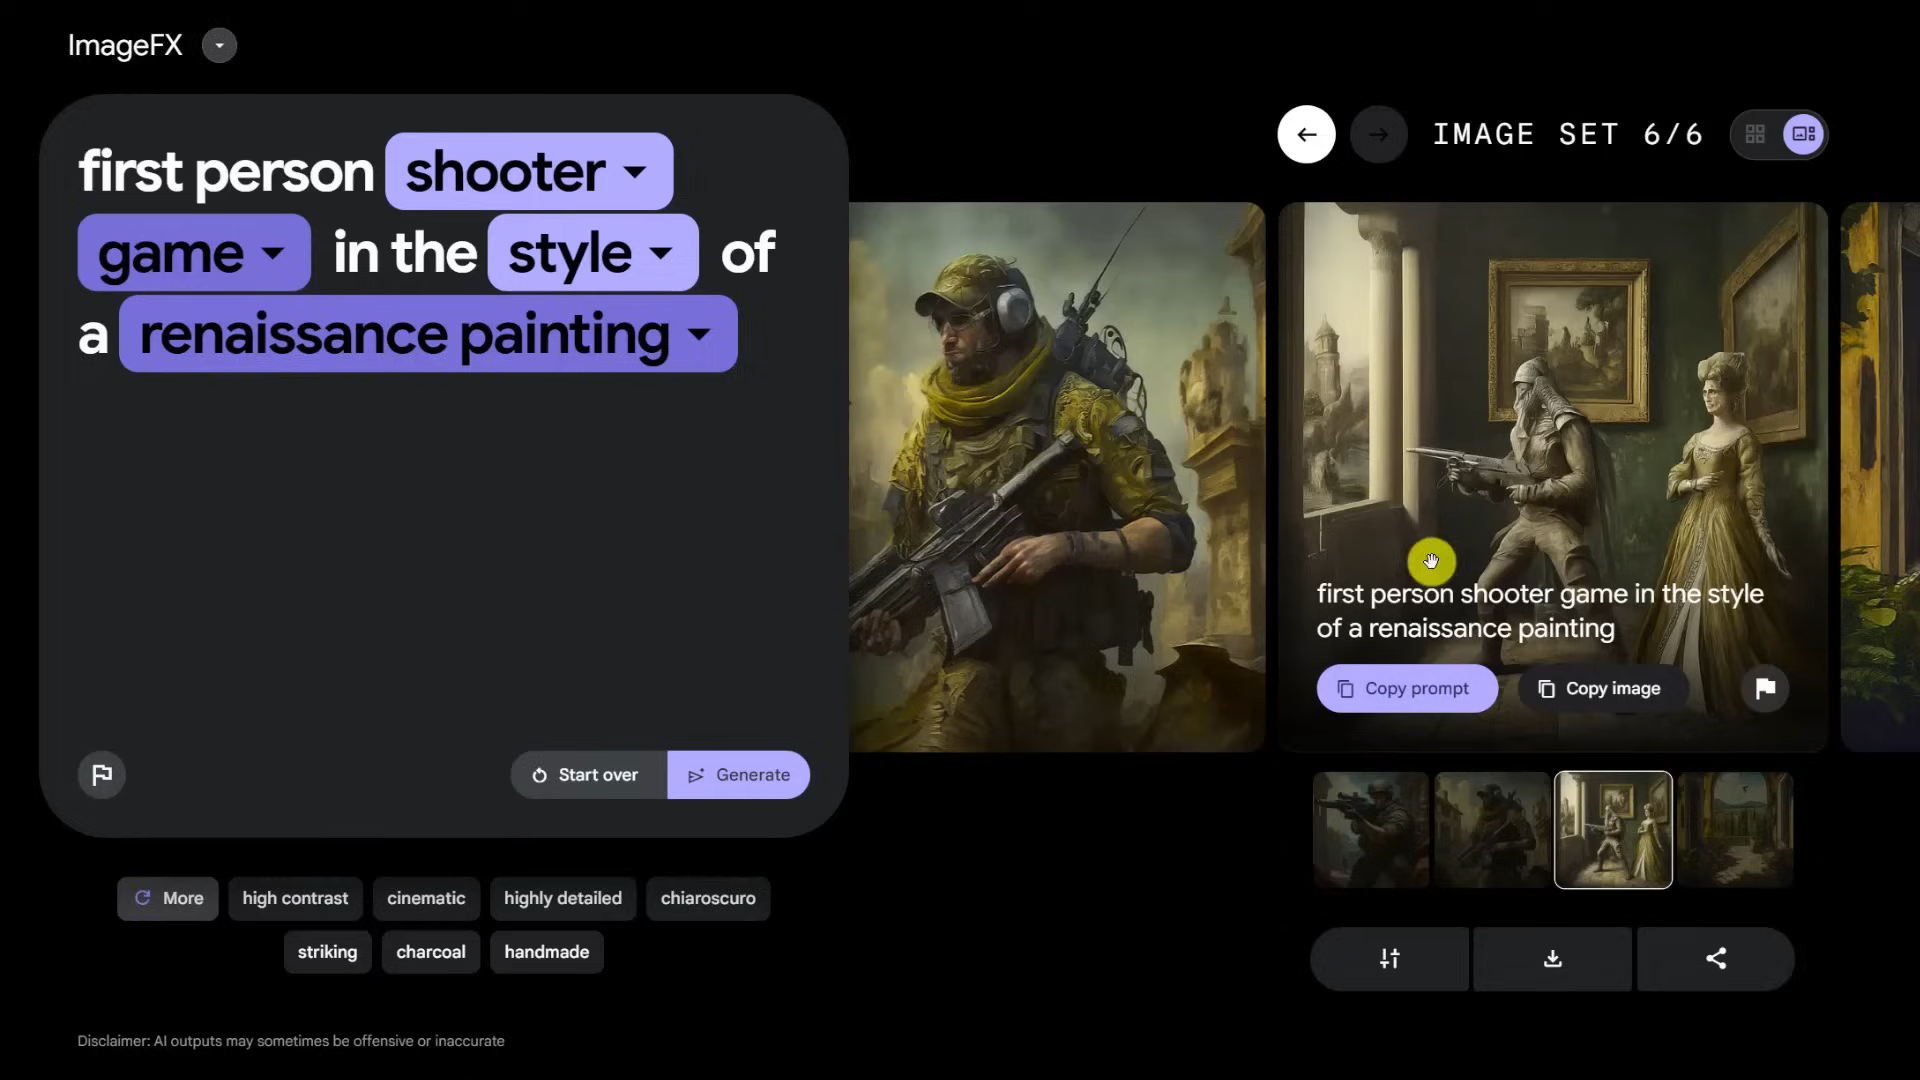 ImageFX
first person shooter
game in the style of
a renaissance painting
Start over
Generate
More
high contrast
cinematic
highly detailed
chiaroscuro
striking
charcoal
handmade
Disclaimer: AI outputs may sometimes be offensive or inaccurate
IMAGE SET 6/6
first person shooter game in the style
of a renaissance painting
Copy prompt
Copy image